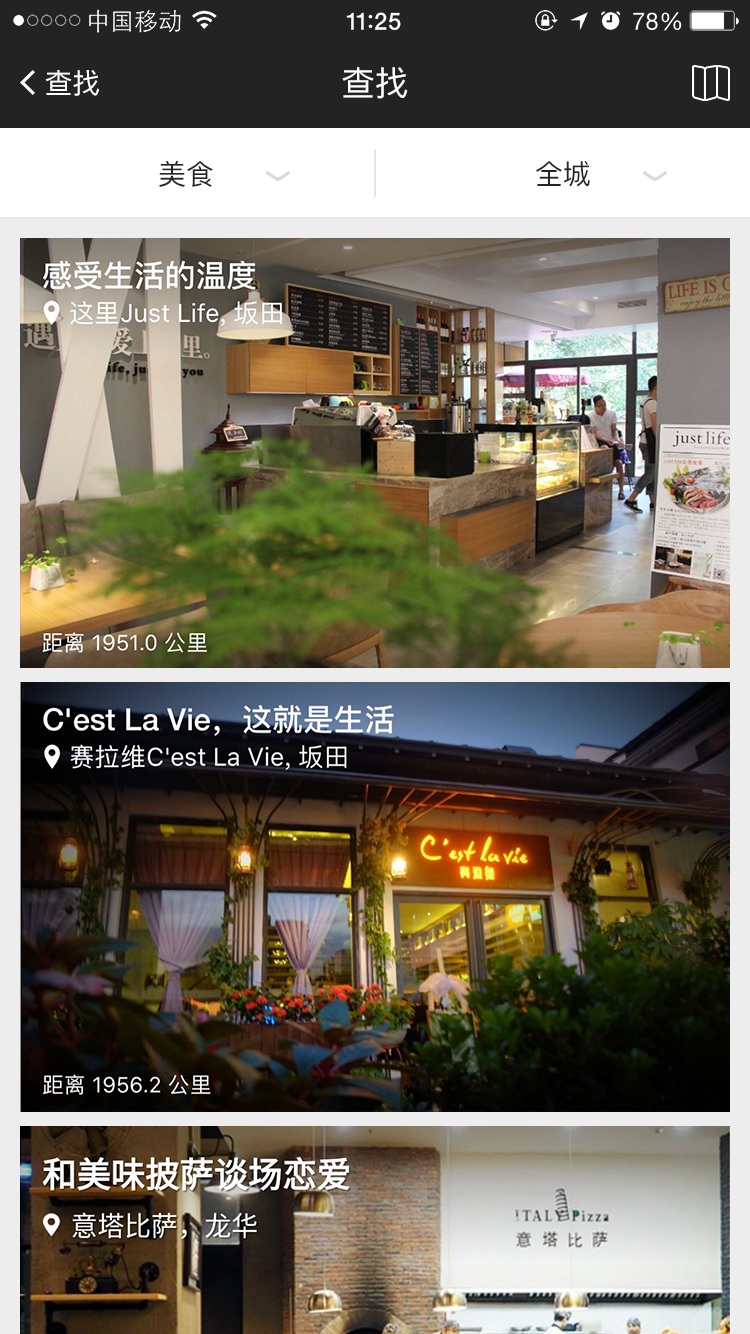 中国移动 11:25 78%
查找 查找
美食 全城
感受生活的温度
这里Just Life, 坂田
LIFE IS G
enjoy the litt
just life
距离 1951.0 公里
C'est La Vie，这就是生活
赛拉维C'est La Vie, 坂田
C'est la vie
距离 1956.2 公里
和美味披萨谈场恋爱
意塔比萨，龙华
ITALY Pizza
意塔比萨